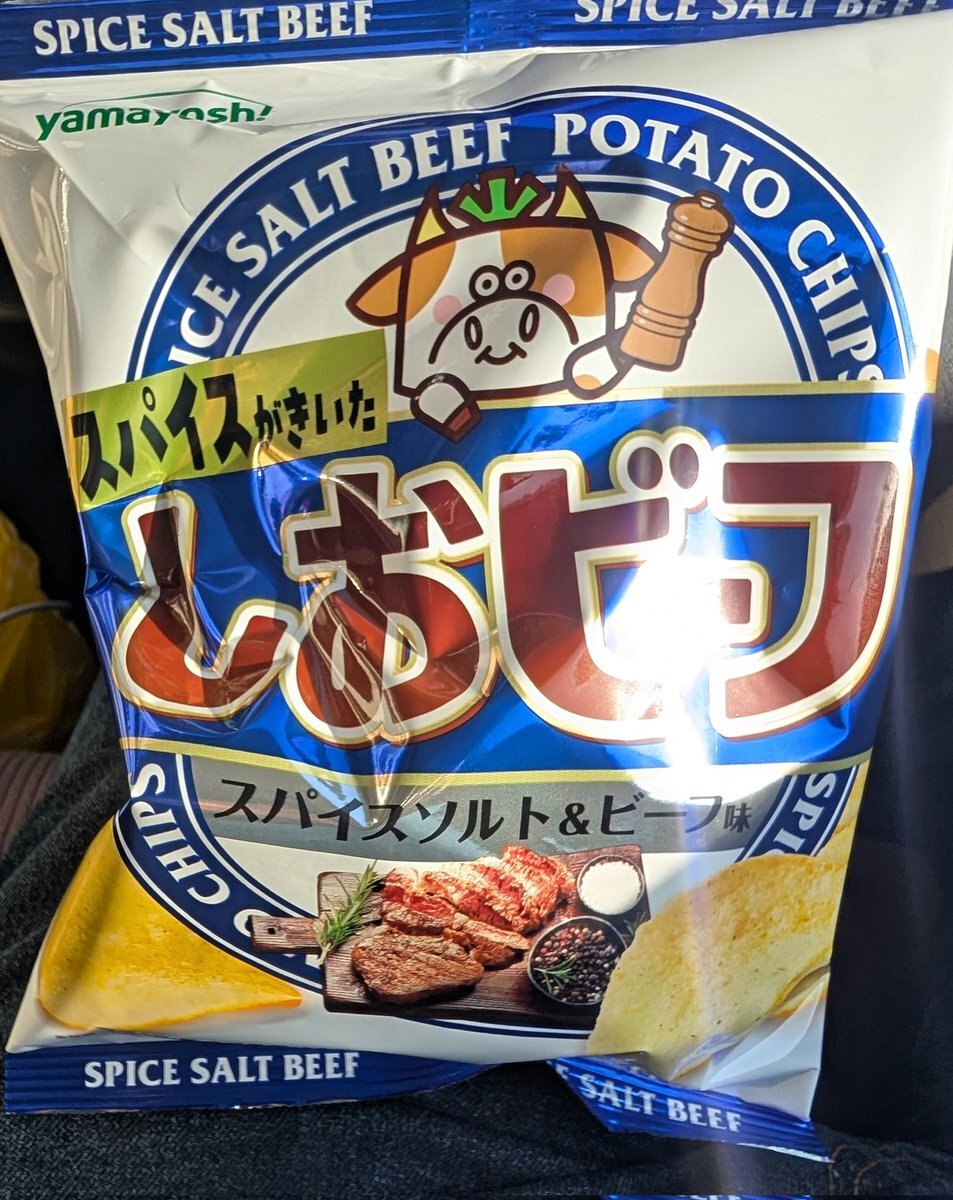 SPICE SALT BEEF
SPICE SALT BEEF
yamayoshi
SPICE SALT BEEF POTATO CHIPS
スパイスがきいた
しおビーフ
スパイスソルト&ビーフ味
CHIPS
SPI
SPICE SALT BEEF
SALT BEEF